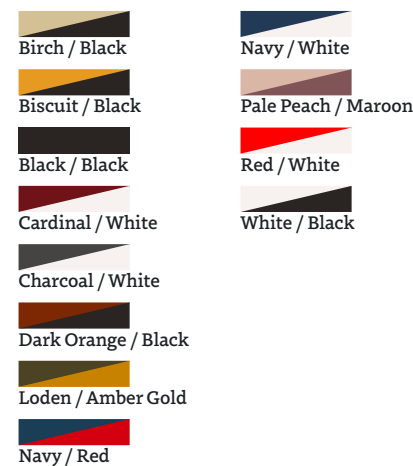 Birch / Black
Biscuit / Black
Black / Black
Cardinal / White
Charcoal / White
Dark Orange / Black
Loden / Amber Gold
Navy / Red
Navy / White
Pale Peach / Maroon
Red / White
White / Black